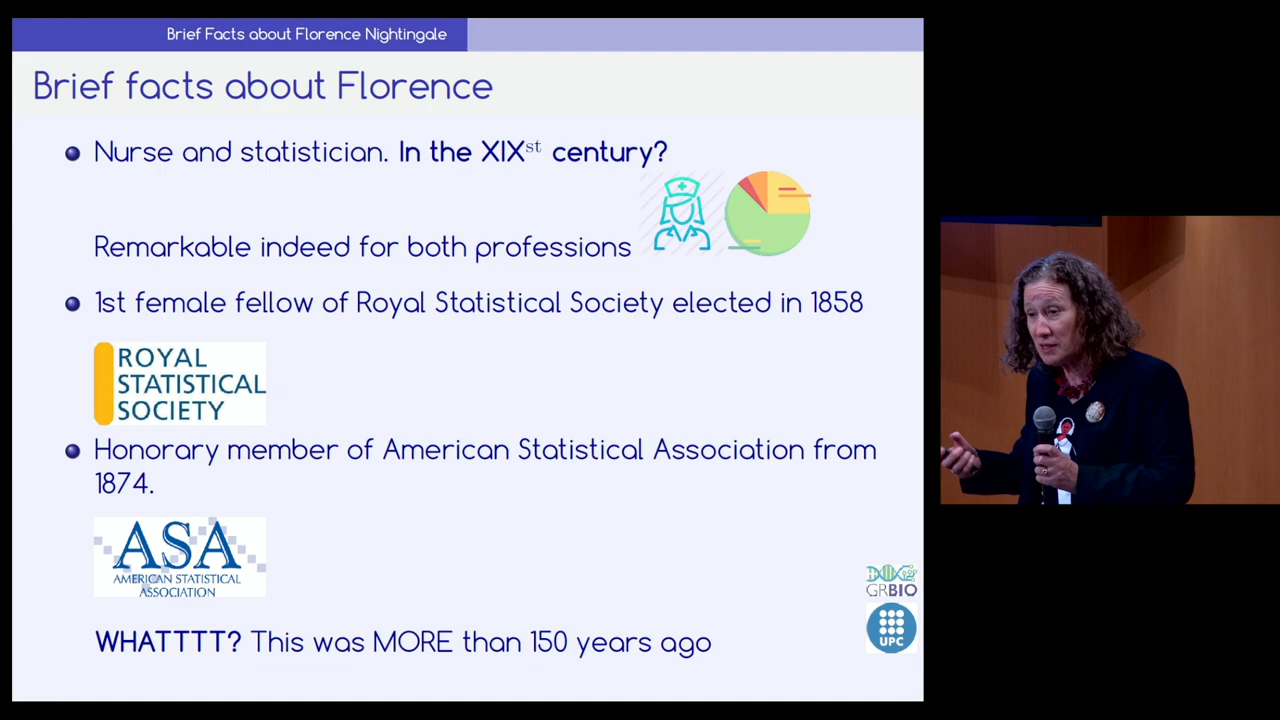 Brief Facts about Florence Nightingale
Brief facts about Florence
Nurse and statistician. In the XIXst century?
Remarkable indeed for both professions
1st female fellow of Royal Statistical Society elected in 1858
ROYAL
STATISTICAL
SOCIETY
Honorary member of American Statistical Association from
1874.
ASA
AMERICAN STATISTICAL
ASSOCIATION
GRBIO
UPC
WHATTTT? This was MORE than 150 years ago